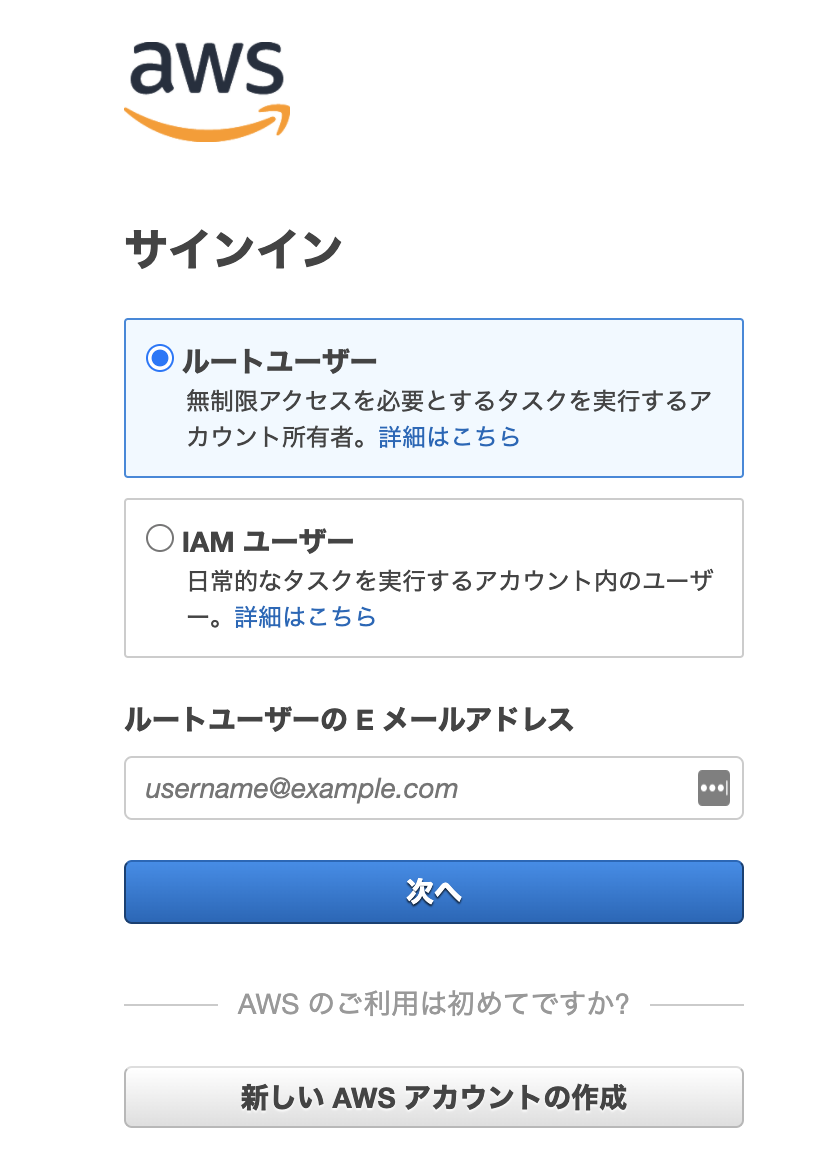 aws
サインイン
ルートユーザー
無制限アクセスを必要とするタスクを実行するア
カウント所有者。詳細はこちら
IAM ユーザー
日常的なタスクを実行するアカウント内のユーザ
ー。詳細はこちら
ルートユーザーの E メールアドレス
username@example.com
次へ
AWS のご利用は初めてですか?
新しい AWS アカウントの作成